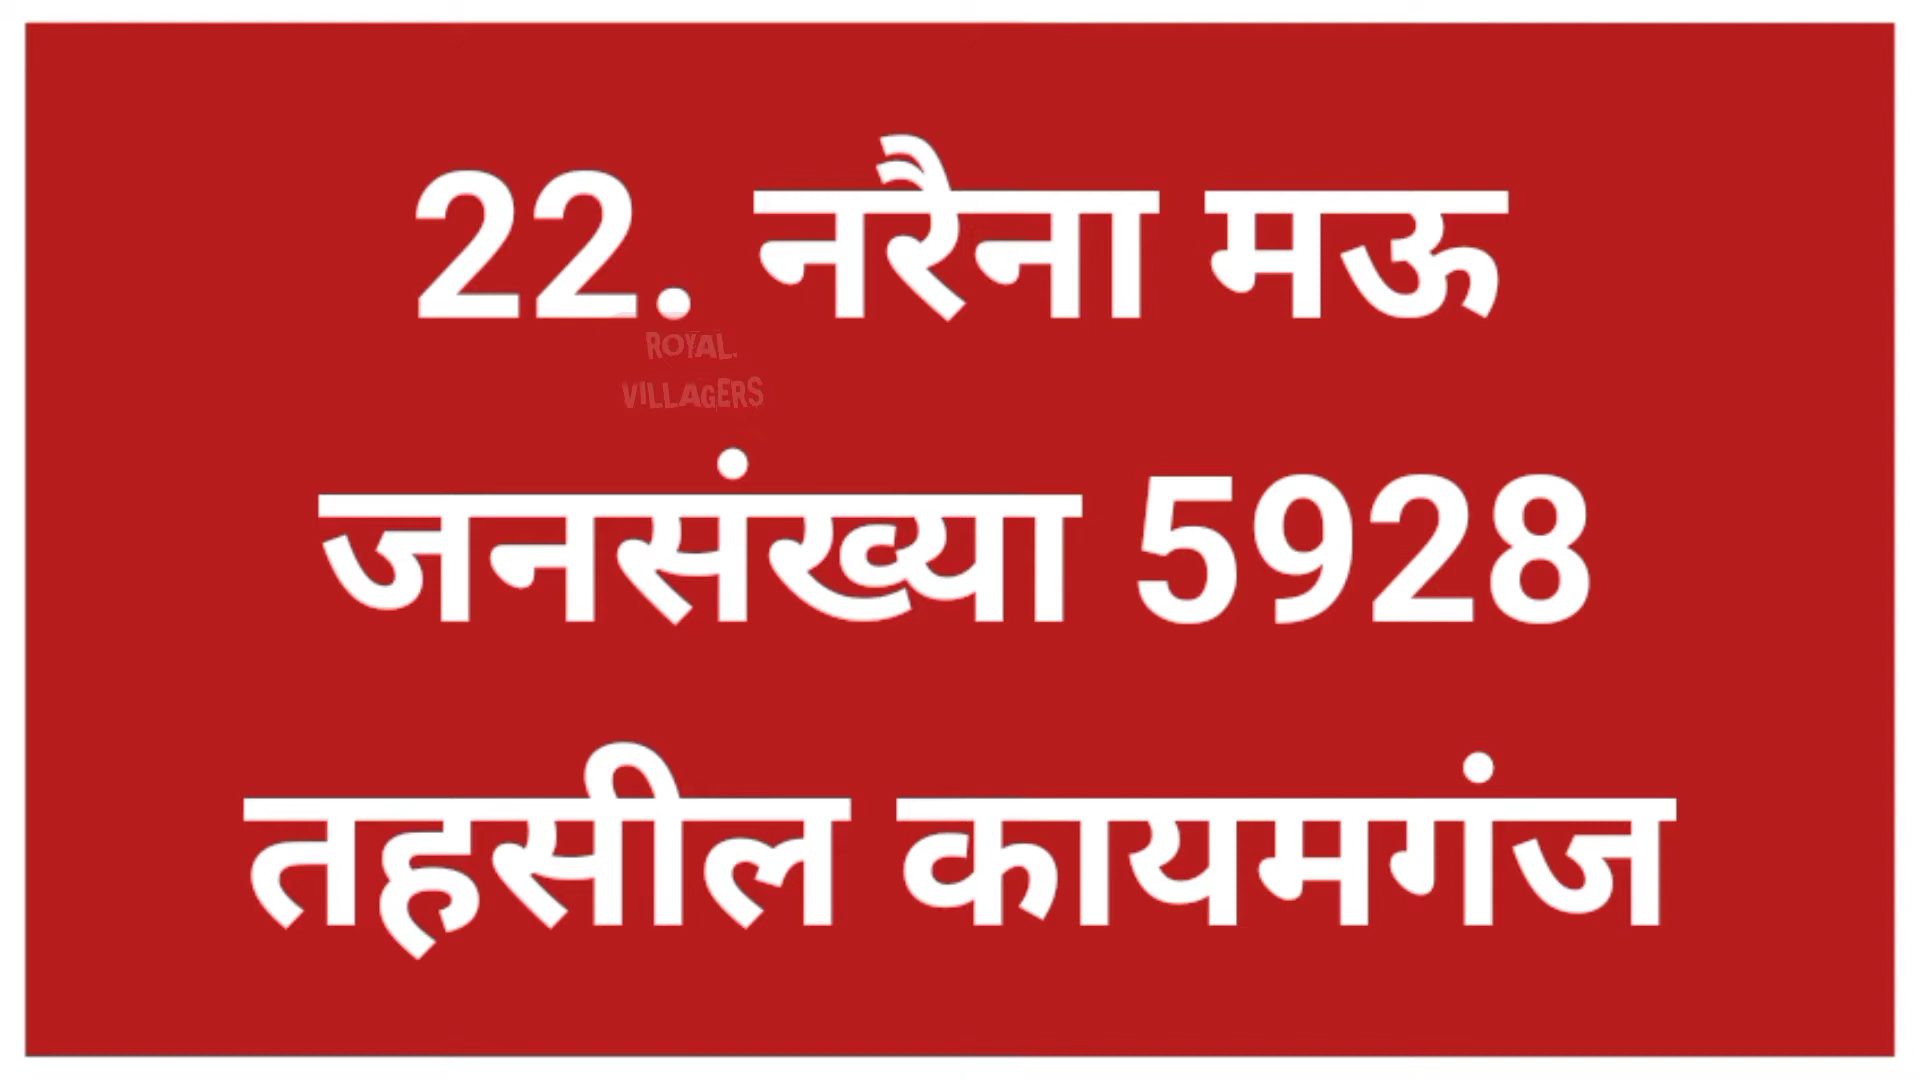 22. नरैना मऊ
ROYAL.
VILLAGERS
जनसंख्या 5928
तहसील कायमगंज